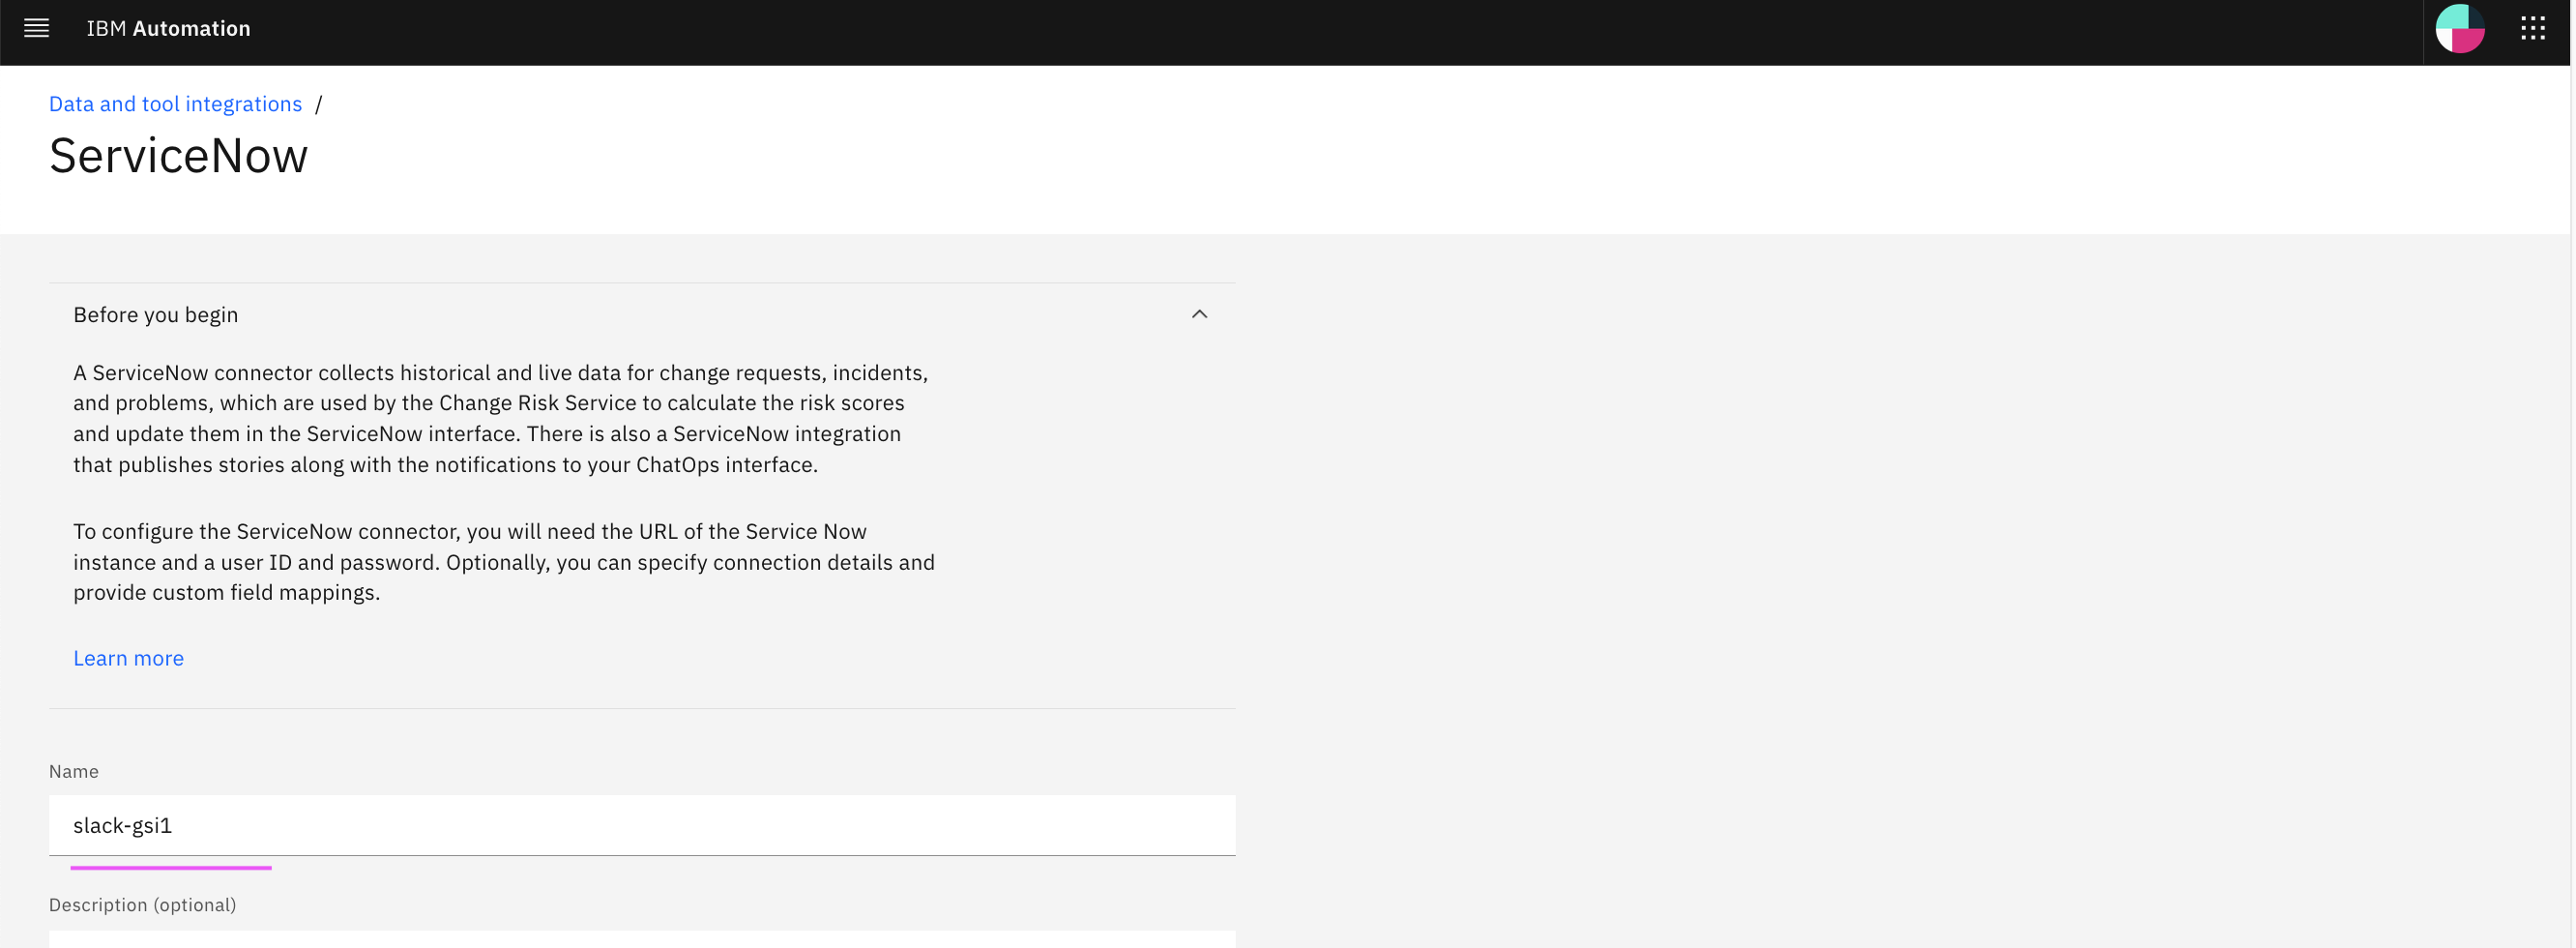 IBM Automation
Data and tool integrations /
ServiceNow
Before you begin
A ServiceNow connector collects historical and live data for change requests, incidents,
and problems, which are used by the Change Risk Service to calculate the risk scores
and update them in the ServiceNow interface. There is also a ServiceNow integration
that publishes stories along with the notifications to your ChatOps interface.
To configure the ServiceNow connector, you will need the URL of the Service Now
instance and a user ID and password. Optionally, you can specify connection details and
provide custom field mappings.
Learn more
Name
slack-gsi1
Description (optional)